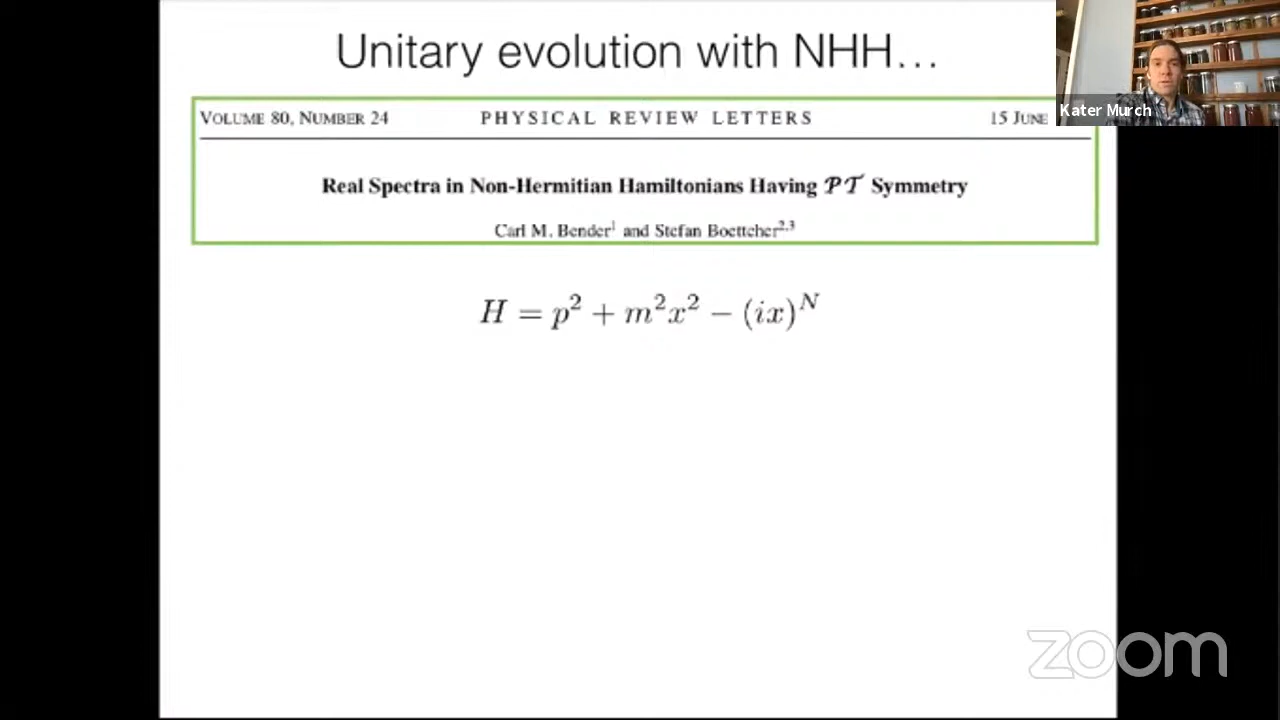 Unitary evolution with NHH...
Kater Murch
VOLUME 80, NUMBER 24 PHYSICAL REVIEW LETTERS 15 JUNE
Real Spectra in Non-Hermitian Hamiltonians Having 𝒫𝒯 Symmetry
Carl M. Bender¹ and Stefan Boettcher²,³
H = p² + m²x² − (ix)ᴺ
zoom